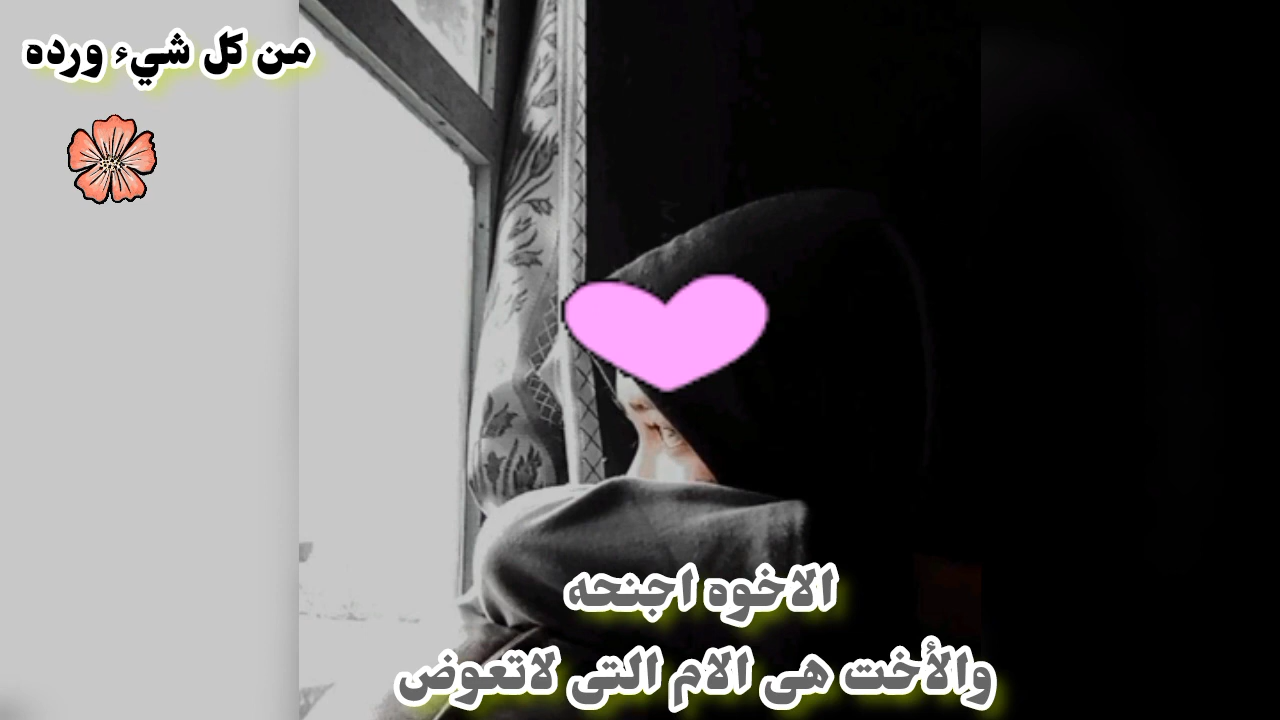 من كل شيء ورده
الاخوه اجنحه
والأخت هى الام التى لاتعوض